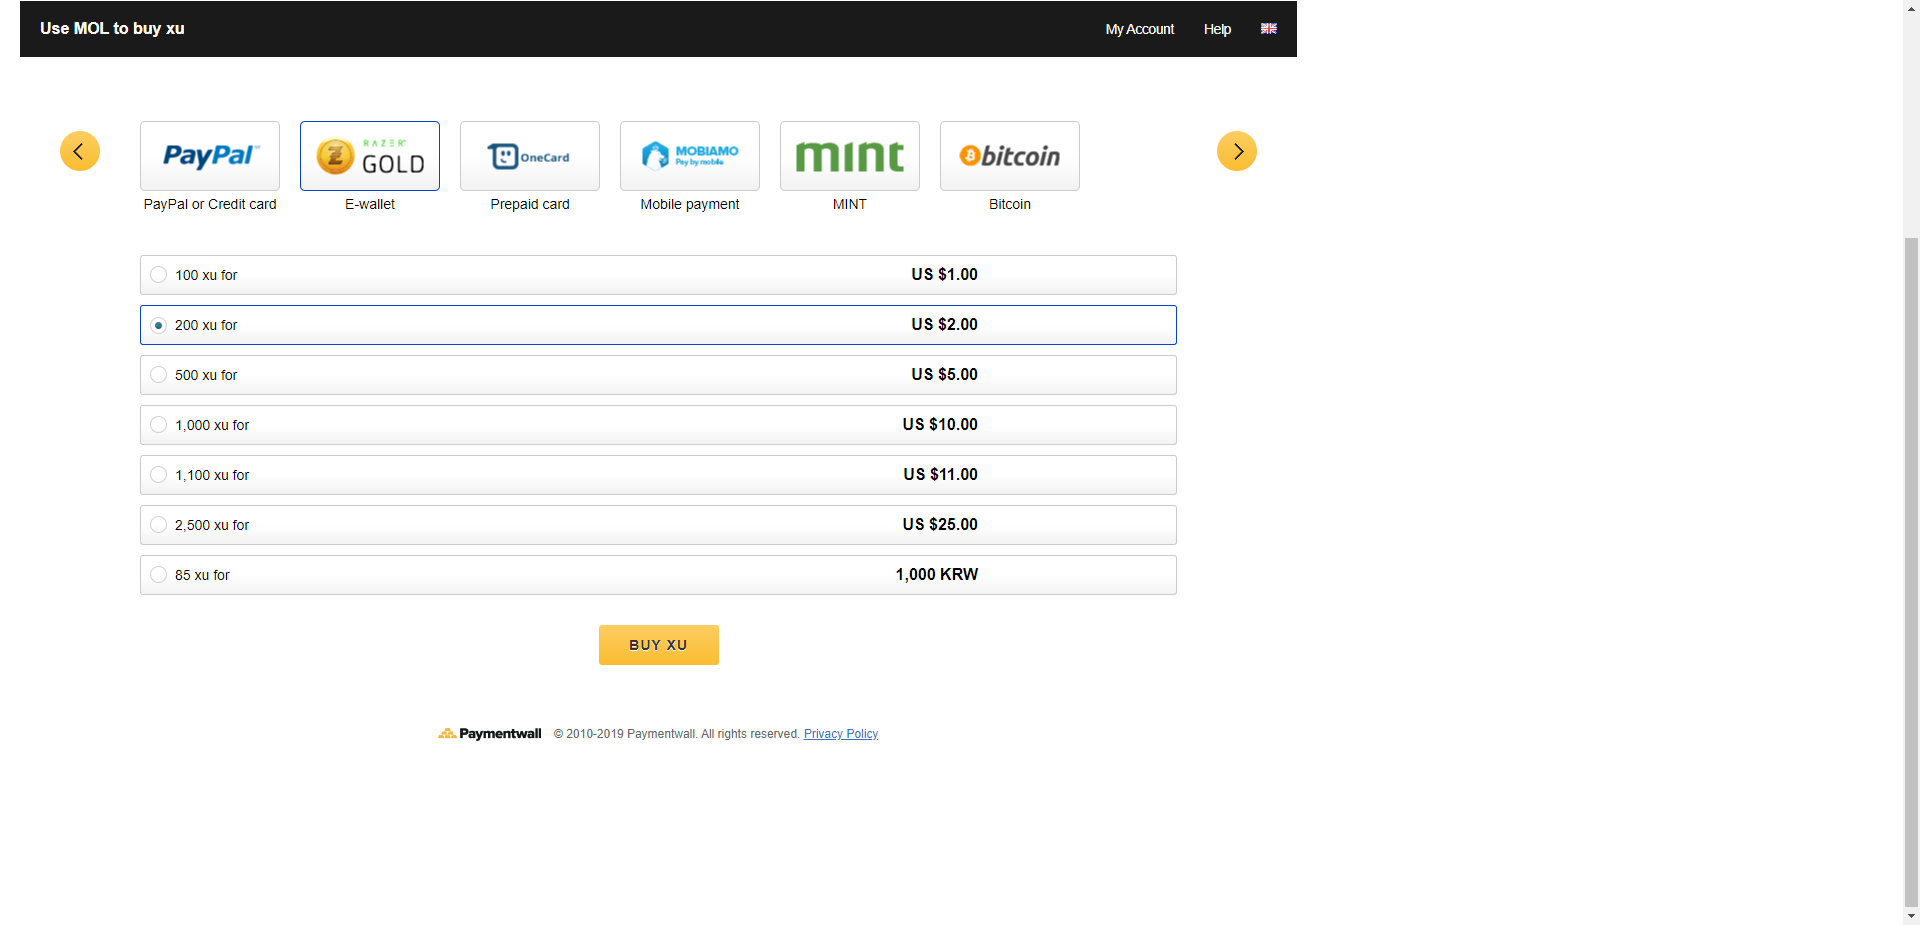 Use MOL to buy xu
My Account Help
PayPal™
RAZER
GOLD
OneCard
MOBIAMO
Pay by mobile
mint
bitcoin
PayPal or Credit card
E-wallet
Prepaid card
Mobile payment
MINT
Bitcoin
100 xu for US $1.00
200 xu for US $2.00
500 xu for US $5.00
1,000 xu for US $10.00
1,100 xu for US $11.00
2,500 xu for US $25.00
85 xu for 1,000 KRW
BUY XU
Paymentwall © 2010-2019 Paymentwall. All rights reserved. Privacy Policy